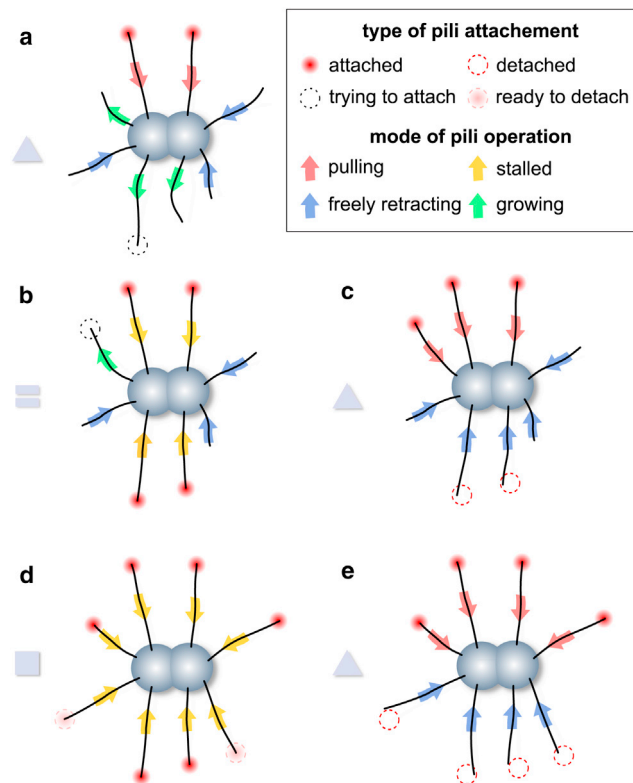 a
type of pili attachement
attached
detached
trying to attach
ready to detach
mode of pili operation
pulling
stalled
freely retracting
growing
b
c
d
e